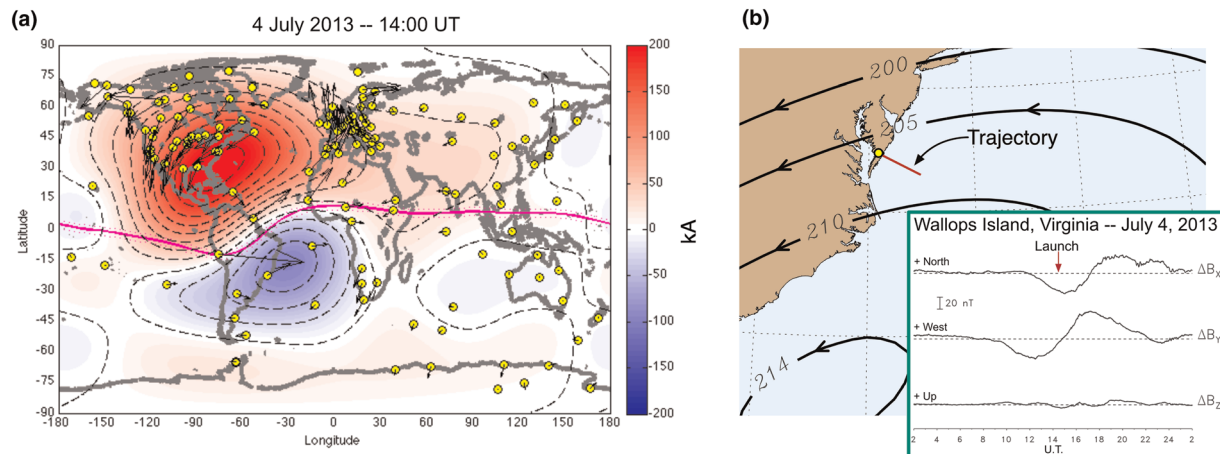 (a)
4 July 2013 -- 14:00 UT
90
75
60
45
30
15
0
-15
-30
-45
-60
-75
-90
Latitude
-180 -150 -120 -90 -60 -30 0 30 60 90 120 150 180
Longitude
200
150
100
50
0
-50
-100
-150
-200
kA
(b)
200
205
Trajectory
210
214
Wallops Island, Virginia -- July 4, 2013
Launch
+ North
ΔBX
20 nT
+ West
ΔBY
+ Up
ΔBZ
2 4 6 8 10 12 14 16 18 20 22 24 2
U.T.